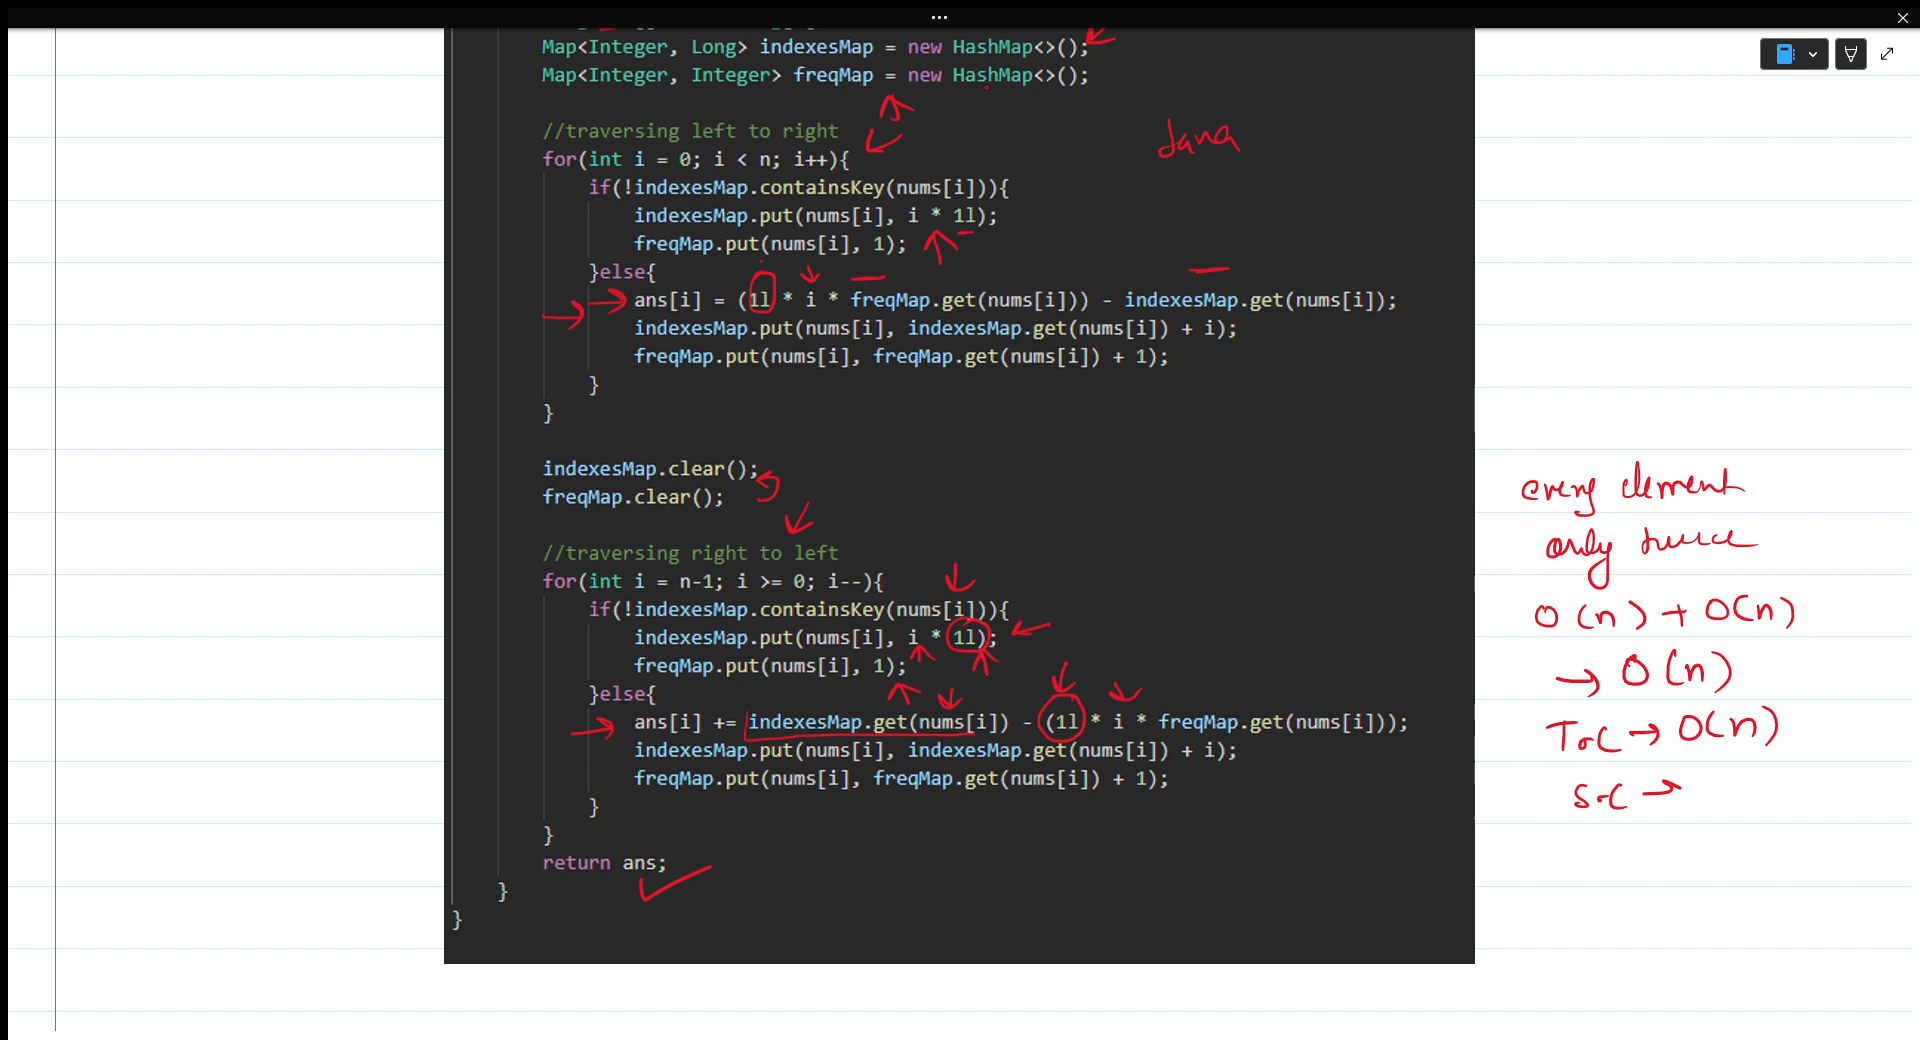 Map<Integer, Long> indexesMap = new HashMap<>();
Map<Integer, Integer> freqMap = new HashMap<>();
//traversing left to right
Java
for(int i = 0; i < n; i++){
if(!indexesMap.containsKey(nums[i])){
indexesMap.put(nums[i], i * 1l);
freqMap.put(nums[i], 1);
}else{
ans[i] = (1l * i * freqMap.get(nums[i])) - indexesMap.get(nums[i]);
indexesMap.put(nums[i], indexesMap.get(nums[i]) + i);
freqMap.put(nums[i], freqMap.get(nums[i]) + 1);
}
}
indexesMap.clear();
freqMap.clear();
//traversing right to left
for(int i = n-1; i >= 0; i--){
if(!indexesMap.containsKey(nums[i])){
indexesMap.put(nums[i], i * 1l);
freqMap.put(nums[i], 1);
}else{
ans[i] += indexesMap.get(nums[i]) - (1l * i * freqMap.get(nums[i]));
indexesMap.put(nums[i], indexesMap.get(nums[i]) + i);
freqMap.put(nums[i], freqMap.get(nums[i]) + 1);
}
}
return ans;
}
}
every element
only twice
O(n) + O(n)
→ O(n)
T.C → O(n)
S.C →